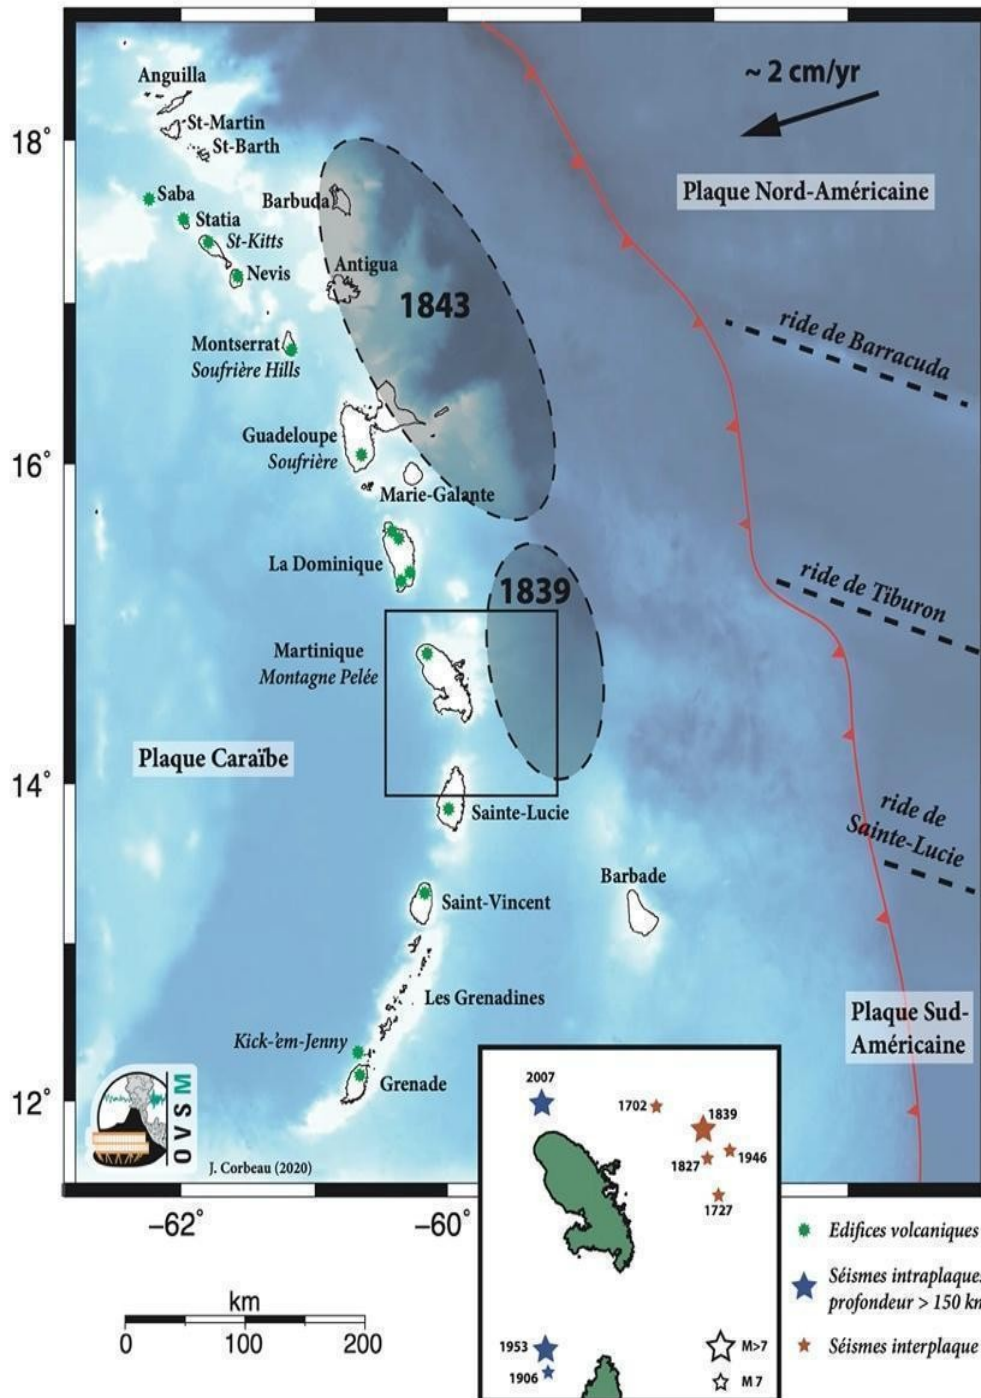 ~ 2 cm/yr
Anguilla
18°
St-Martin
St-Barth
Plaque Nord-Américaine
Saba
Barbuda
Statia
St-Kitts
Antigua
Nevis
1843
ride de Barracuda
Montserrat
Soufrière Hills
Guadeloupe
16°
Soufrière
Marie-Galante
La Dominique
1839
ride de Tiburon
Martinique
Montagne Pelée
Plaque Caraïbe
14°
Sainte-Lucie
ride de
Sainte-Lucie
Barbade
Saint-Vincent
Les Grenadines
Plaque Sud-
Américaine
Kick-'em-Jenny
Grenade
12°
OVSM
J. Corbeau (2020)
−62°
−60°
2007
1702
1839
1827
1946
1727
1953
1906
M>7
M 7
Edifices volcaniques
Séismes intraplaques
profondeur > 150 km
Séismes interplaque
km
0 100 200